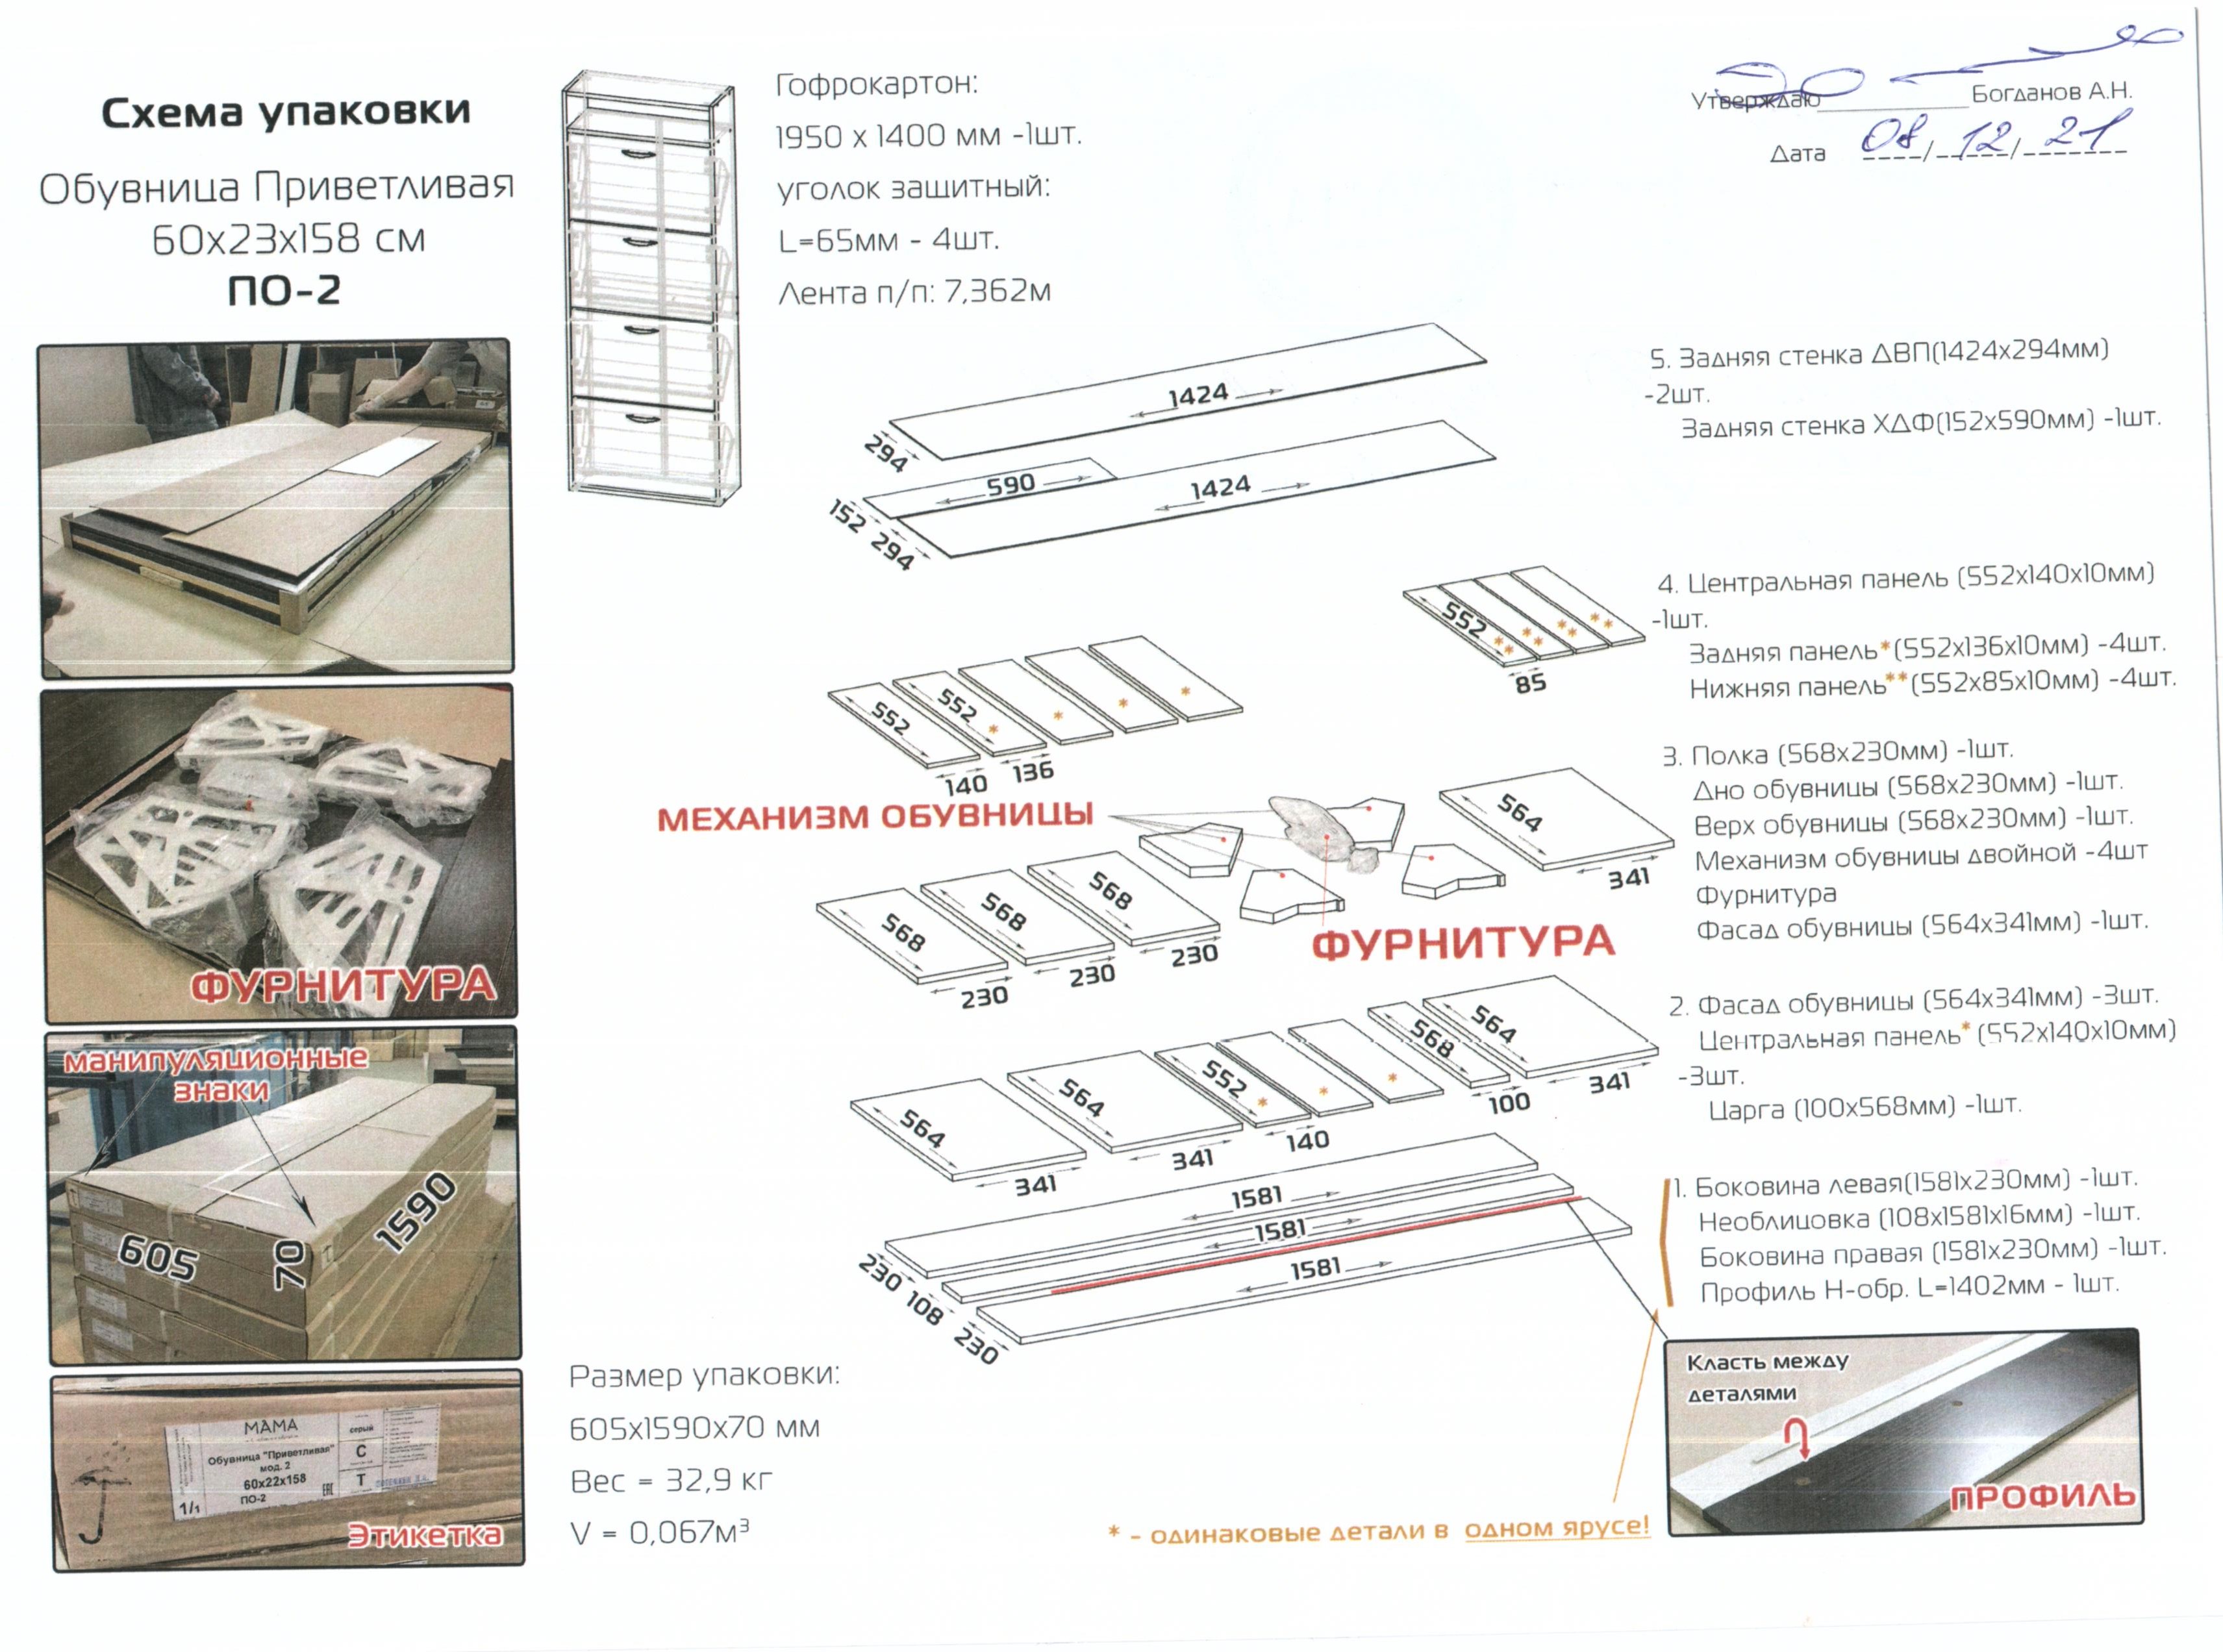 Схема упаковки
Обувница Приветливая
60x23x158 см
ПО-2
Гофрокартон:
1950 x 1400 мм -1шт.
уголок защитный:
L=65мм - 4шт.
Лента п/п: 7,362м
Утверждаю Богданов А.Н.
Дата 08/12/21
1424
294
590
1424
152
294
5. Задняя стенка ДВП(1424x294мм)
-2шт.
Задняя стенка ХДФ(152x590мм) -1шт.
552
552
* * * *
140
136
552
** ** ** **
85
4. Центральная панель (552x140x10мм)
-1шт.
Задняя панель*(552x136x10мм) -4шт.
Нижняя панель**(552x85x10мм) -4шт.
МЕХАНИЗМ ОБУВНИЦЫ
568
568
568
230
230
230
564
341
ФУРНИТУРА
3. Полка (568x230мм) -1шт.
Дно обувницы (568x230мм) -1шт.
Верх обувницы (568x230мм) -1шт.
Механизм обувницы двойной -4шт
Фурнитура
Фасад обувницы (564x341мм) -1шт.
564
564
552
* * *
568
564
341
341
140
100
341
2. Фасад обувницы (564x341мм) -3шт.
Центральная панель* (552x140x10мм)
-3шт.
Царга (100x568мм) -1шт.
1581
1581
1581
230
108
230
1. Боковина левая(1581x230мм) -1шт.
Необлицовка (108x1581x16мм) -1шт.
Боковина правая (1581x230мм) -1шт.
Профиль Н-обр. L=1402мм - 1шт.
Класть между
деталями
ПРОФИЛЬ
* - одинаковые детали в одном ярусе!
Размер упаковки:
605x1590x70 мм
Вес = 32,9 кг
V = 0,067м³
ФУРНИТУРА
манипуляционные
знаки
605
70
1590
МАМА
Обувница "Приветливая"
мод. 2
60x22x158
ПО-2
1/1
серый
С
Т
EAC
Этикетка